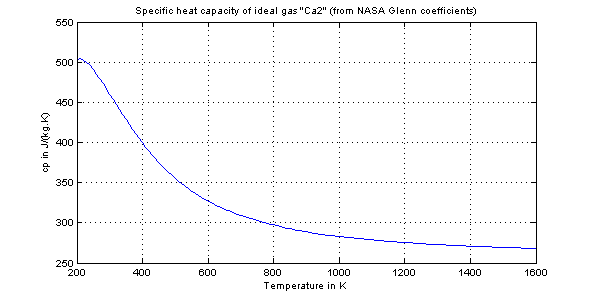 Specific heat capacity of ideal gas "Ca2" (from NASA Glenn coefficients)
550
500
450
400
350
300
250
cp in J/(kg.K)
200 400 600 800 1000 1200 1400 1600
Temperature in K